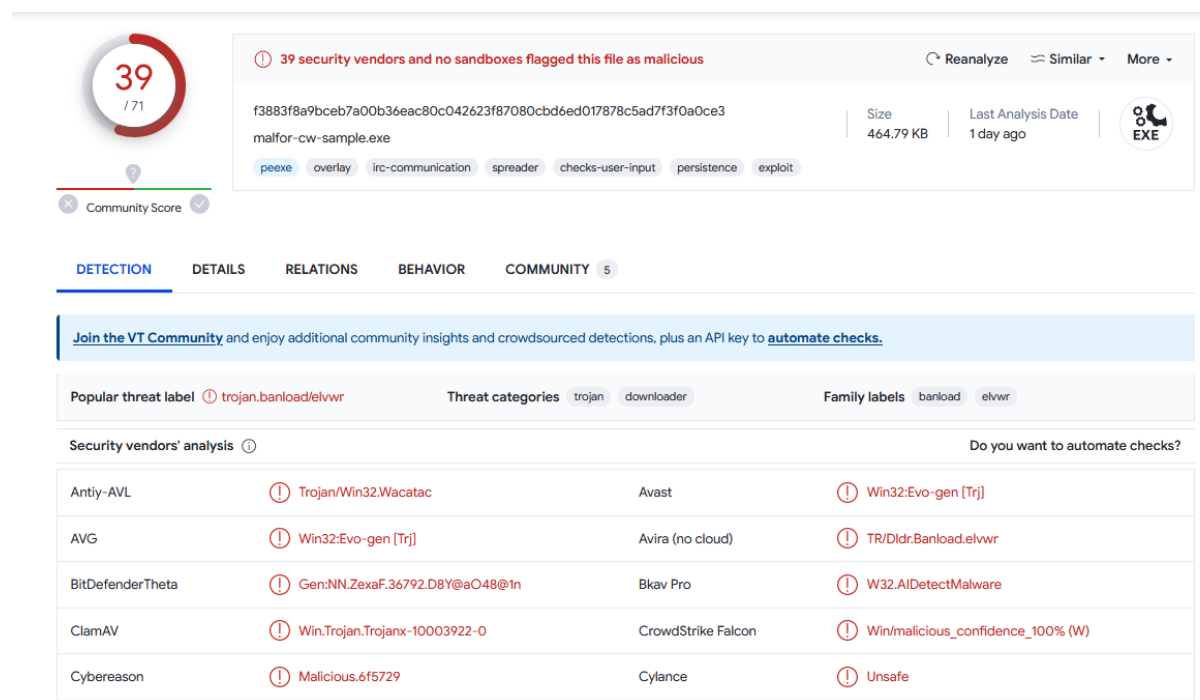 39
/ 71
Community Score
39 security vendors and no sandboxes flagged this file as malicious
Reanalyze Similar More
f3883f8a9bceb7a00b36eac80c042623f87080cbd6ed017878c5ad7f3f0a0ce3
malfor-cw-sample.exe
Size
464.79 KB
Last Analysis Date
1 day ago
EXE
peexe overlay irc-communication spreader checks-user-input persistence exploit
DETECTION DETAILS RELATIONS BEHAVIOR COMMUNITY 5
Join the VT Community and enjoy additional community insights and crowdsourced detections, plus an API key to automate checks.
Popular threat label trojan.banload/elvwr Threat categories trojan downloader Family labels banload elvwr
Security vendors' analysis Do you want to automate checks?
Antiy-AVL Trojan/Win32.Wacatac Avast Win32:Evo-gen [Trj]
AVG Win32:Evo-gen [Trj] Avira (no cloud) TR/Dldr.Banload.elvwr
BitDefenderTheta Gen:NN.ZexaF.36792.D8Y@aO48@1n Bkav Pro W32.AIDetectMalware
ClamAV Win.Trojan.Trojanx-10003922-0 CrowdStrike Falcon Win/malicious_confidence_100% (W)
Cybereason Malicious.6f5729 Cylance Unsafe